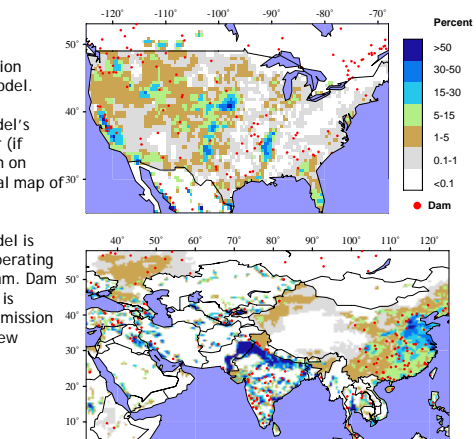 -120° -100° -90° -80° -70°
50°
40°
30°
Percent
>50
30-50
15-30
5-15
1-5
0.1-1
<0.1
Dam
ion
odel.
del's
(if
n on
al map of
del is
perating
am. Dam
is
mission
ew
40° 50° 60° 70° 80° 90° 100° 110° 120°
50°
40°
30°
20°
10°